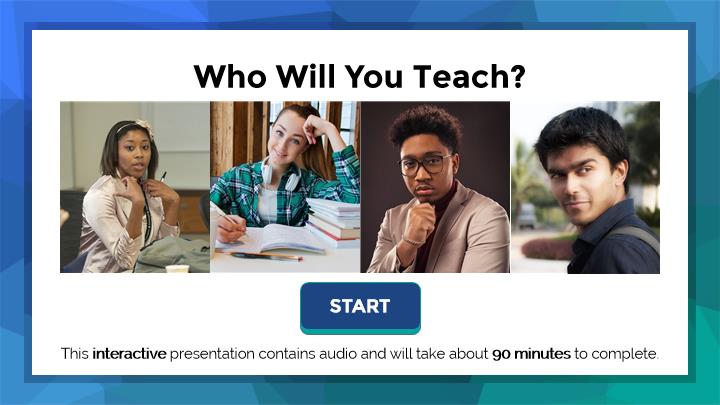 Who Will You Teach?
START
This interactive presentation contains audio and will take about 90 minutes to complete.